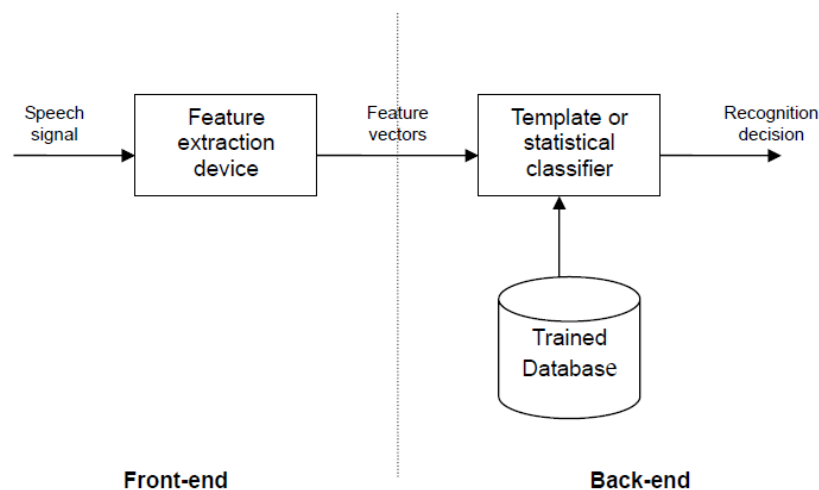 Speech
signal
Feature
extraction
device
Feature
vectors
Template or
statistical
classifier
Recognition
decision
Trained
Database
Front-end
Back-end